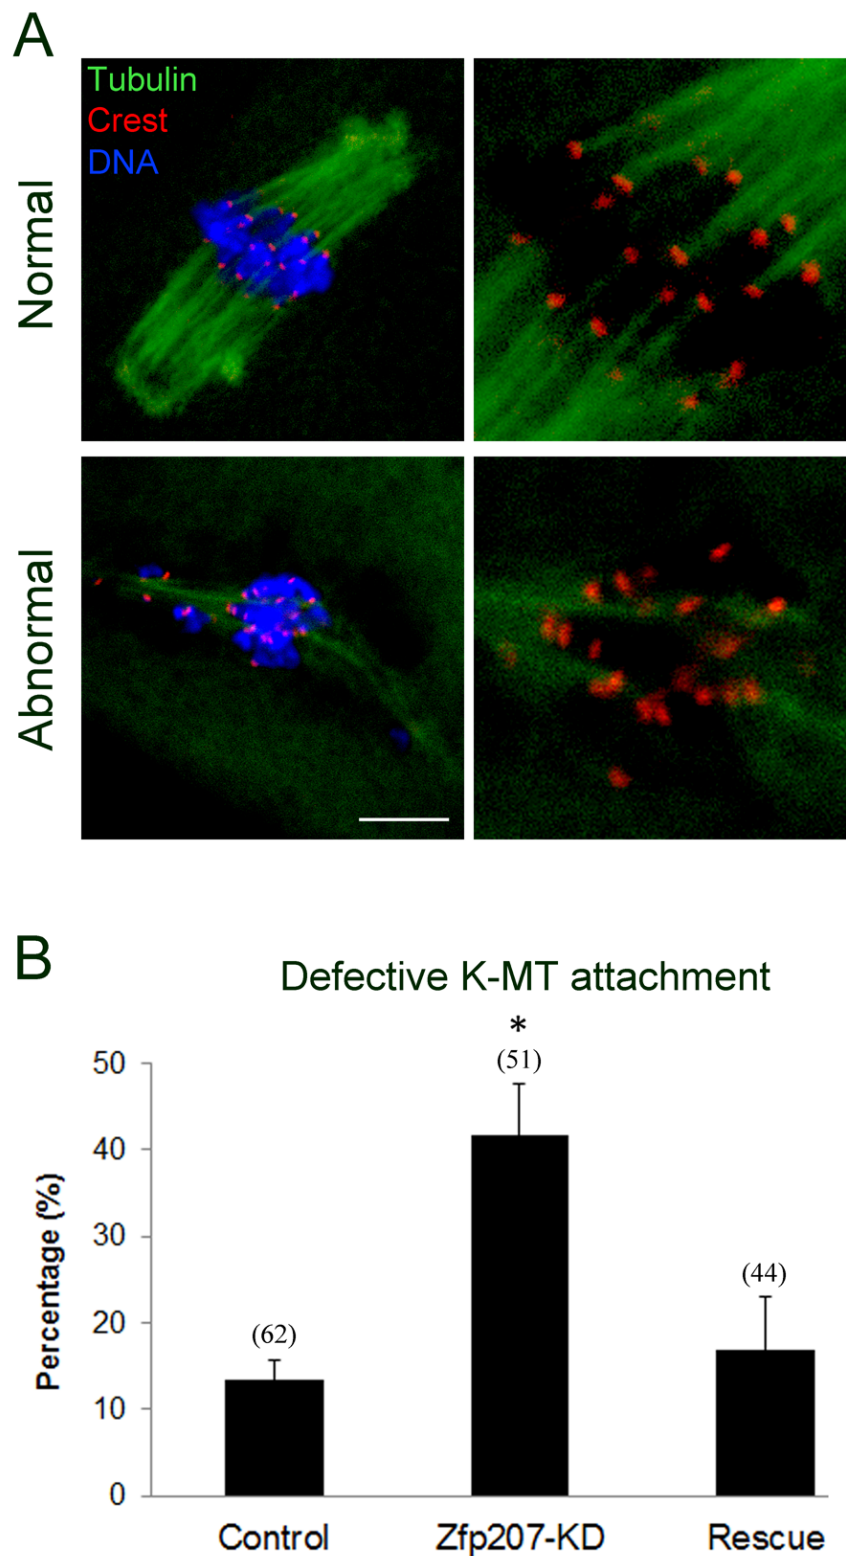 A
Tubulin
Crest
DNA
Normal
Abnormal
B
Defective K-MT attachment
*
(51)
(44)
(62)
Percentage (%)
50
40
30
20
10
0
Control
Zfp207-KD
Rescue